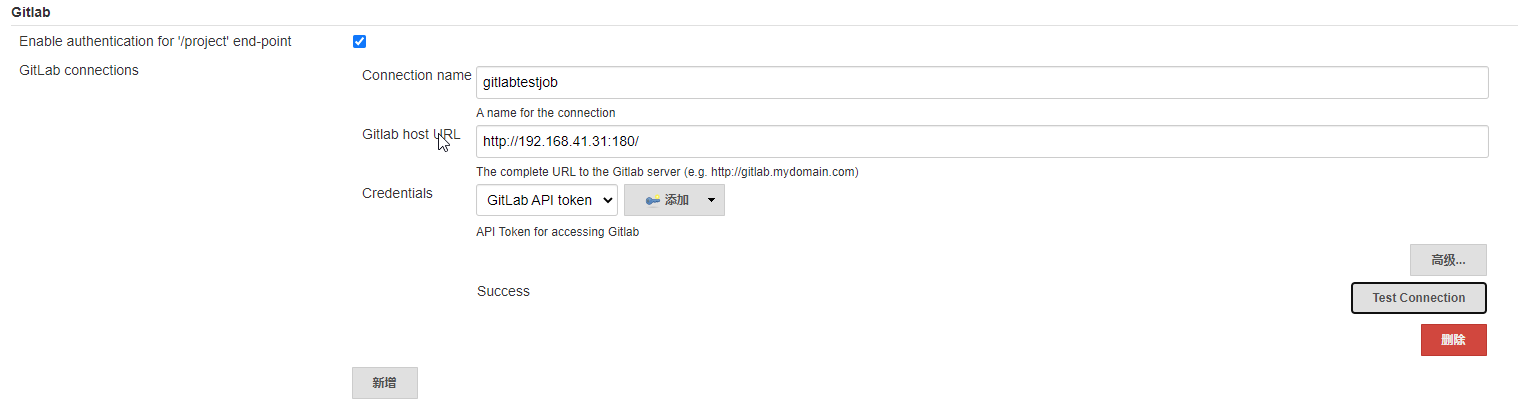 Gitlab
Enable authentication for '/project' end-point
GitLab connections
Connection name
gitlabtestjob
A name for the connection
Gitlab host URL
http://192.168.41.31:180/
The complete URL to the Gitlab server (e.g. http://gitlab.mydomain.com)
Credentials
GitLab API token
添加
API Token for accessing Gitlab
高级...
Success
Test Connection
删除
新增